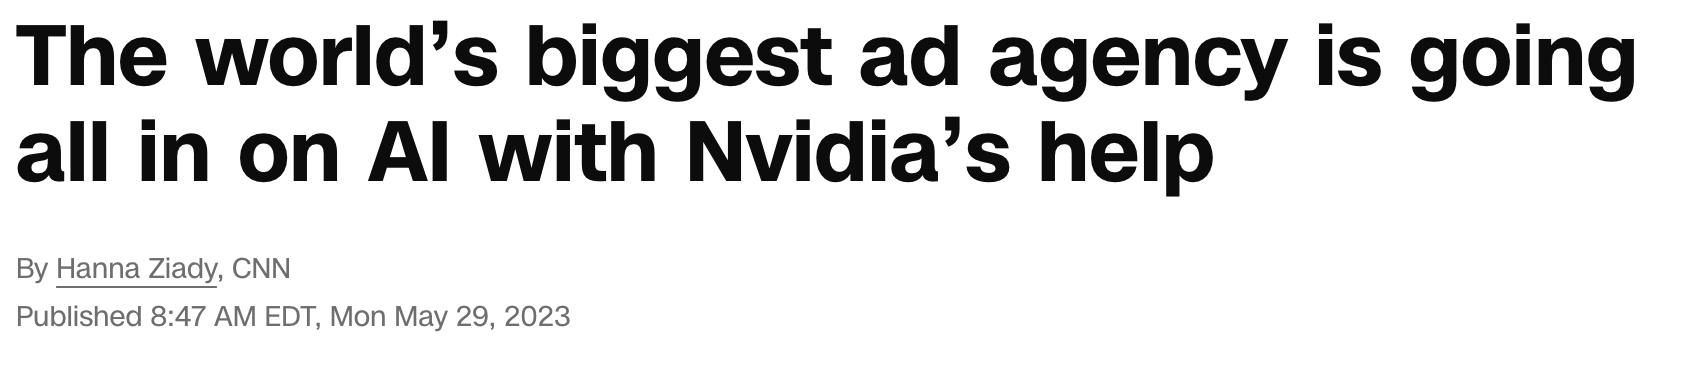 The world’s biggest ad agency is going
all in on AI with Nvidia’s help
By Hanna Ziady, CNN
Published 8:47 AM EDT, Mon May 29, 2023